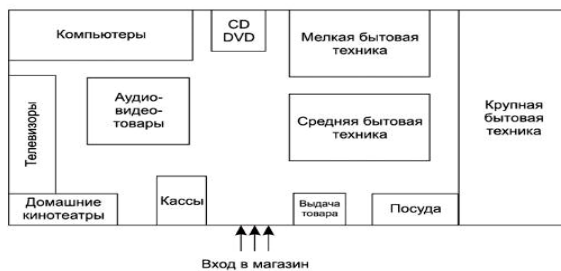 Компьютеры
CD
DVD
Мелкая бытовая
техника
Аудио-
видео-
товары
Средняя бытовая
техника
Крупная
бытовая
техника
Телевизоры
Домашние
кинотеатры
Кассы
Выдача
товара
Посуда
Вход в магазин